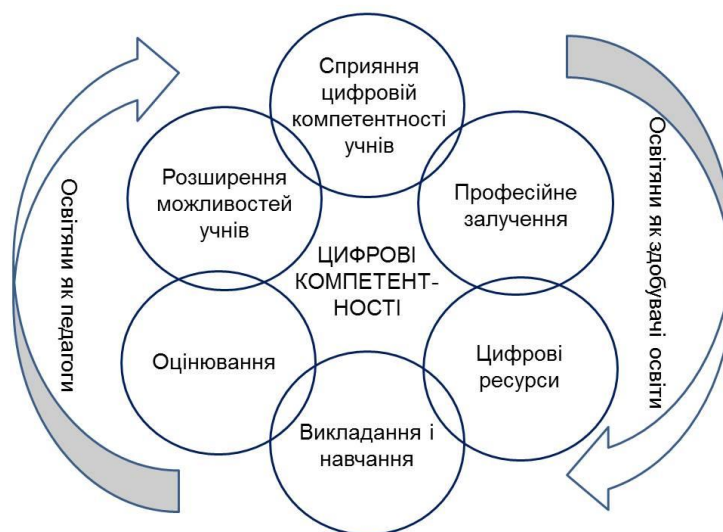 Сприяння
цифровій
компетентності
учнів
Розширення
можливостей
учнів
Професійне
залучення
ЦИФРОВІ
КОМПЕТЕНТ-
НОСТІ
Оцінювання
Цифрові
ресурси
Викладання і
навчання
Освітяни як педагоги
Освітяни як здобувачі освіти